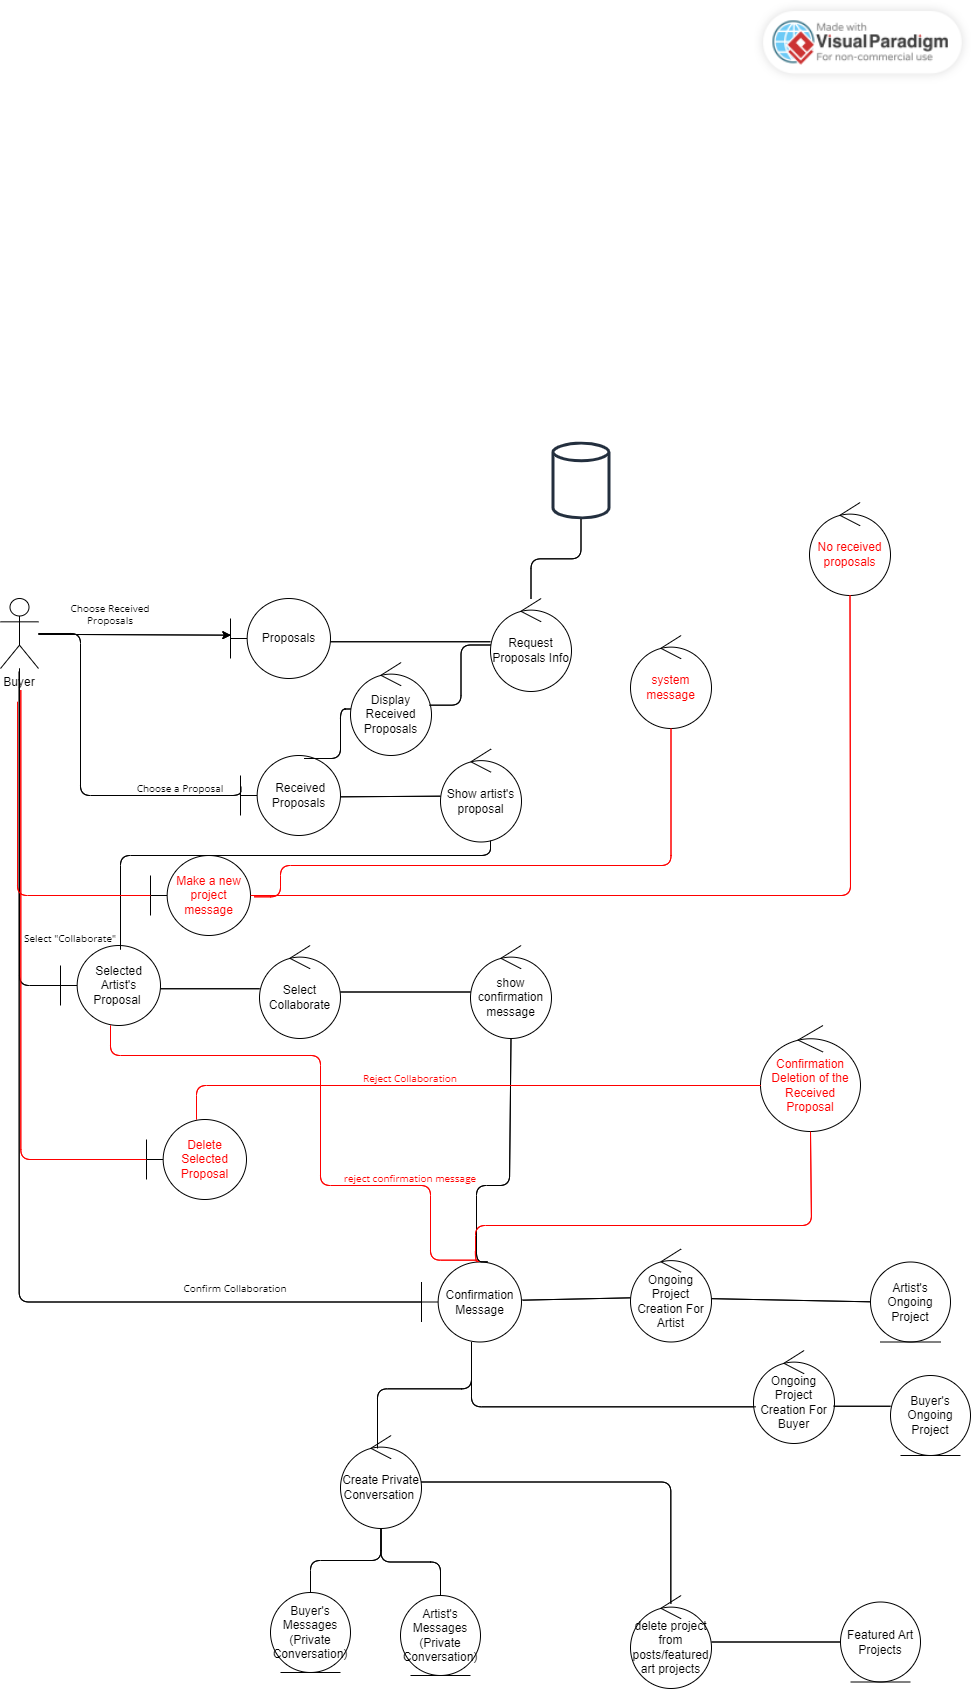 Made with
Visual Paradigm
For non-commercial use
No received
proposals
Choose Received
Proposals
Proposals
Request
Proposals Info
Buyer
system
message
Display
Received
Proposals
Choose a Proposal
Received
Proposals
Show artist's
proposal
Make a new
project
message
Select "Collaborate"
Selected
Artist's
Proposal
Select
Collaborate
show
confirmation
message
Confirmation
Deletion of the
Received
Proposal
Reject Collaboration
Delete
Selected
Proposal
reject confirmation message
Confirm Collaboration
Confirmation
Message
Ongoing
Project
Creation For
Artist
Artist's
Ongoing
Project
Ongoing
Project
Creation For
Buyer
Buyer's
Ongoing
Project
Create Private
Conversation
Buyer's
Messages
(Private
Conversation)
Artist's
Messages
(Private
Conversation)
delete project
from
posts/featured
art projects
Featured Art
Projects